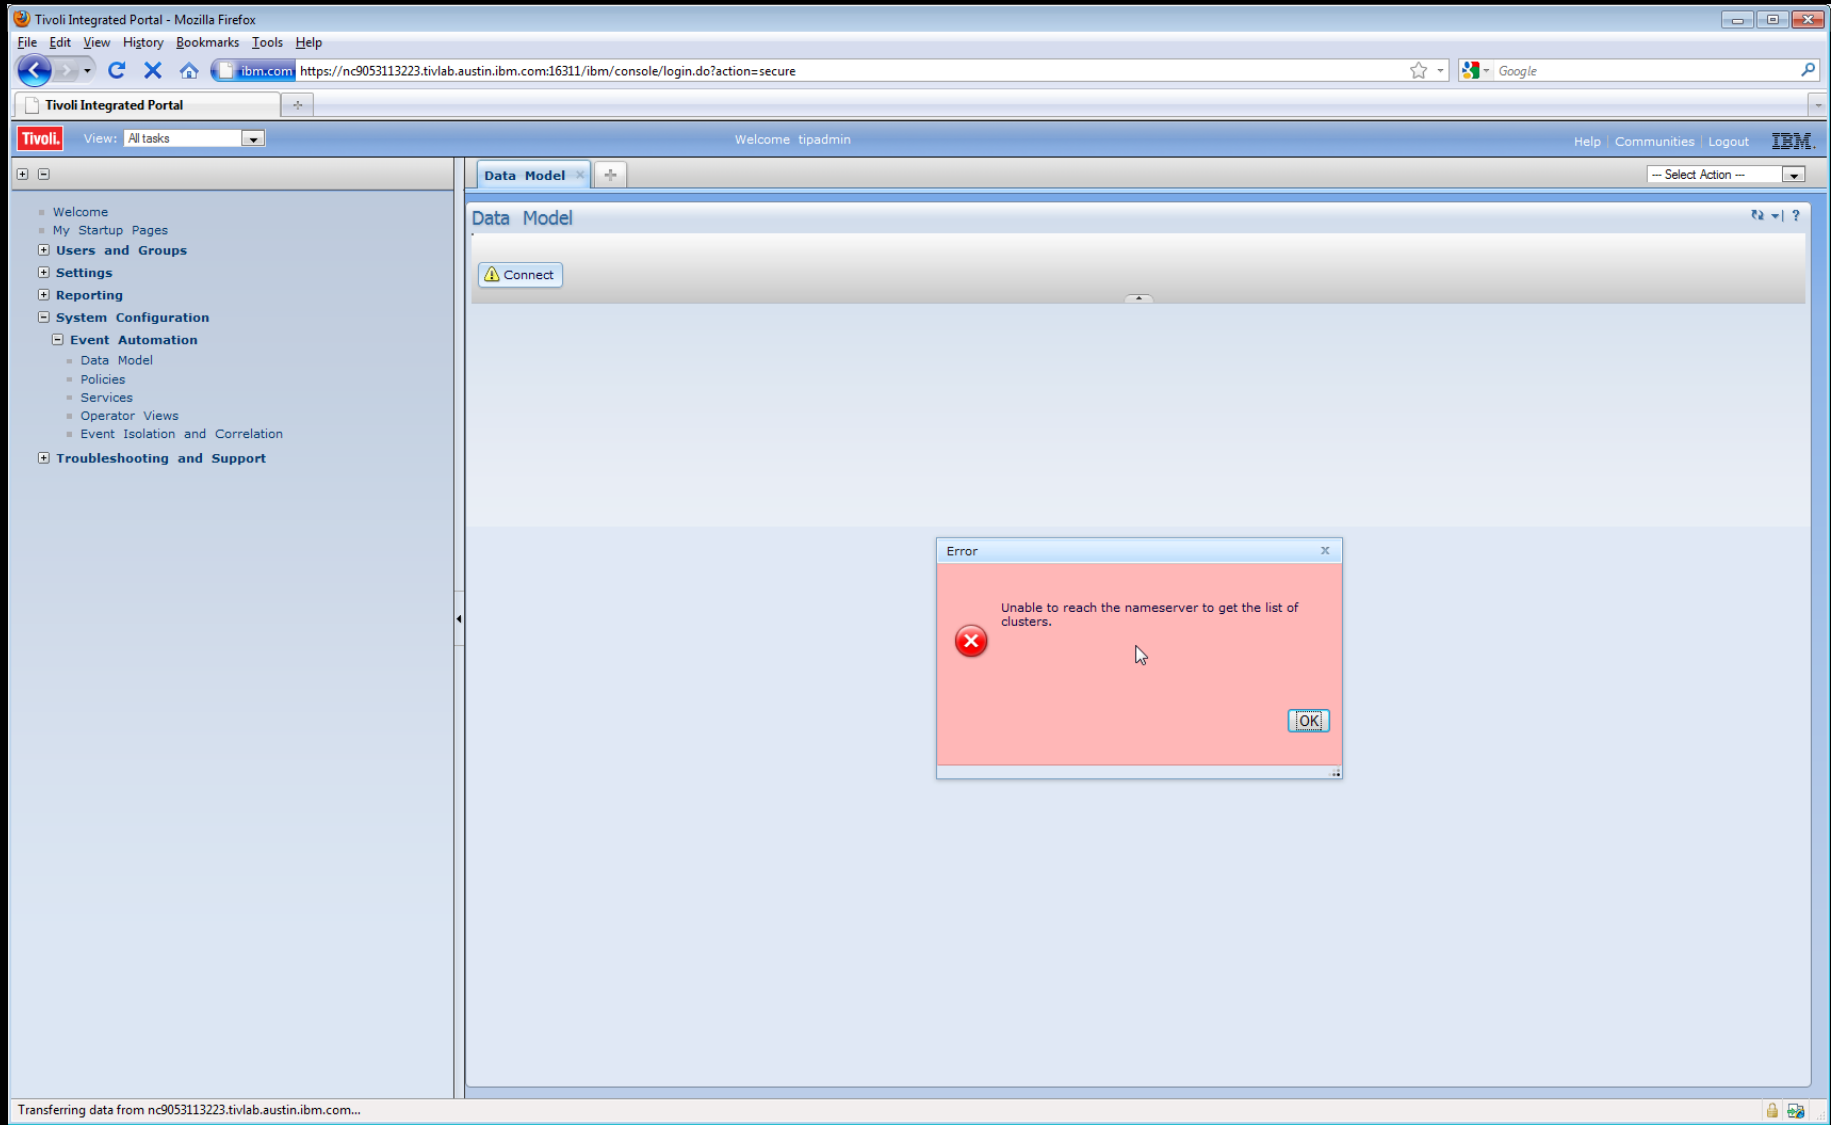 Tivoli Integrated Portal - Mozilla Firefox
File Edit View History Bookmarks Tools Help
ibm.com https://nc9053113223.tivlab.austin.ibm.com:16311/ibm/console/login.do?action=secure
Google
Tivoli Integrated Portal
Tivoli. View: All tasks Welcome tipadmin Help | Communities | Logout IBM.
Data Model
-- Select Action --
Welcome
My Startup Pages
Users and Groups
Settings
Reporting
System Configuration
Event Automation
Data Model
Policies
Services
Operator Views
Event Isolation and Correlation
Troubleshooting and Support
Data Model
Connect
Error
Unable to reach the nameserver to get the list of
clusters.
OK
Transferring data from nc9053113223.tivlab.austin.ibm.com...